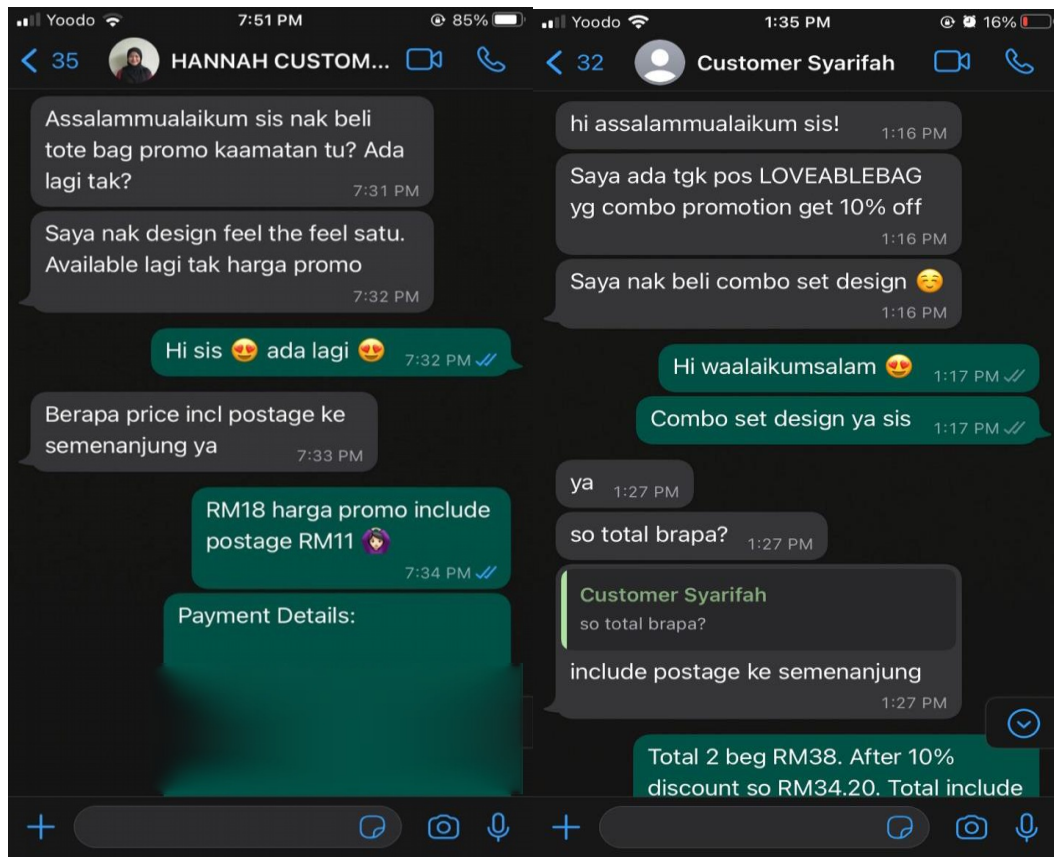 Yoodo 7:51 PM 85%
35 HANNAH CUSTOM...
Assalammualaikum sis nak beli
tote bag promo kaamatan tu? Ada
lagi tak?
7:31 PM
Saya nak design feel the feel satu.
Available lagi tak harga promo
7:32 PM
Hi sis 😍 ada lagi 😍 7:32 PM
Berapa price incl postage ke
semenanjung ya 7:33 PM
RM18 harga promo include
postage RM11 🙆🏻‍♀️
7:34 PM
Payment Details:
Yoodo 1:35 PM 16%
32 Customer Syarifah
hi assalammualaikum sis! 1:16 PM
Saya ada tgk pos LOVEABLEBAG
yg combo promotion get 10% off
1:16 PM
Saya nak beli combo set design ☺️
1:16 PM
Hi waalaikumsalam 😍 1:17 PM
Combo set design ya sis 1:17 PM
ya 1:27 PM
so total brapa? 1:27 PM
Customer Syarifah
so total brapa?
include postage ke semenanjung
1:27 PM
Total 2 beg RM38. After 10%
discount so RM34.20. Total include